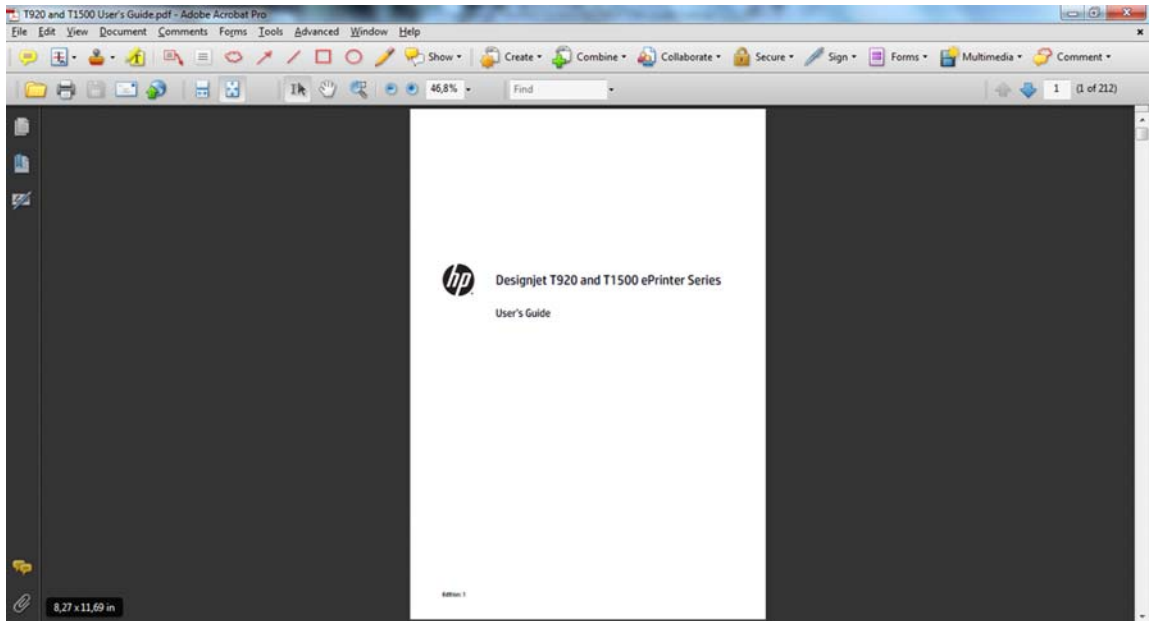 T920 and T1500 User's Guide.pdf - Adobe Acrobat Pro
File Edit View Document Comments Forms Tools Advanced Window Help
Show Create Combine Collaborate Secure Sign Forms Multimedia Comment
46,8% Find 1 (1 of 212)
hp
Designjet T920 and T1500 ePrinter Series
User's Guide
Edition: 1
8,27 x 11,69 in